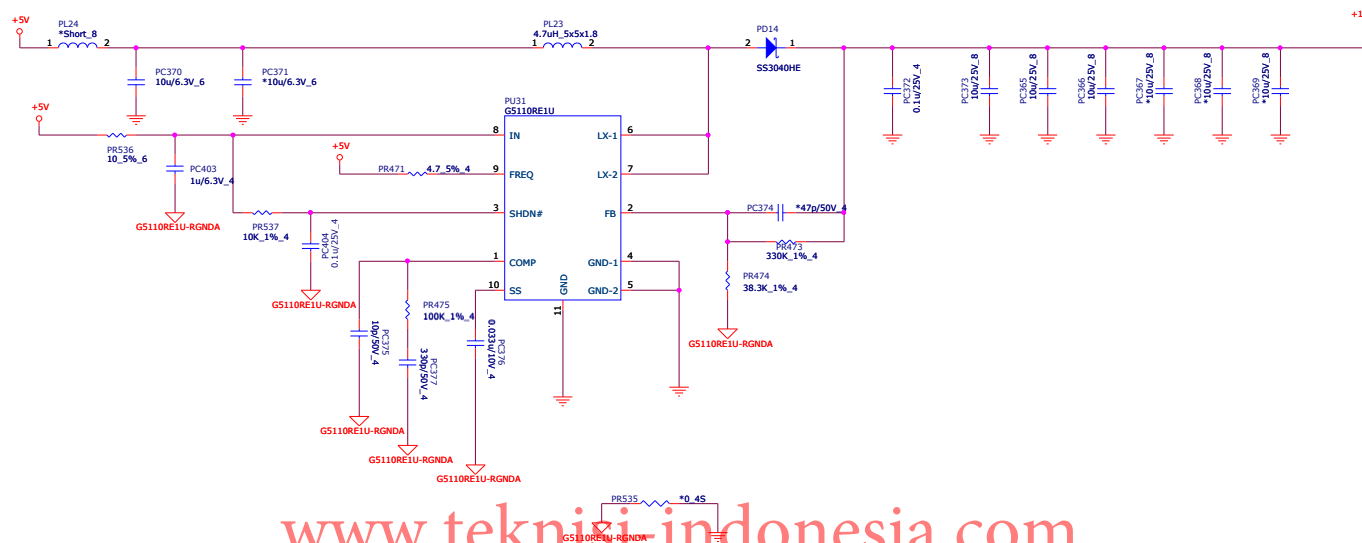 +5V
PL24
*Short_8
1
2
PL23
4.7uH_5x5x1.8
1
2
PD14
2
1
SS3040HE
+1
PC370
10u/6.3V_6
PC371
*10u/6.3V_6
PC372
0.1u/25V_4
PC373
10u/25V_8
PC365
10u/25V_8
PC366
10u/25V_8
PC367
*10u/25V_8
PC368
*10u/25V_8
PC369
*10u/25V_8
+5V
PR536
10_5%_6
PC403
1u/6.3V_4
G5110RE1U-RGNDA
+5V
PR471
4.7_5%_4
PU31
G5110RE1U
8
IN
LX-1
6
9
FREQ
LX-2
7
3
SHDN#
FB
2
1
COMP
GND-1
4
10
SS
GND-2
5
GND
11
PR537
10K_1%_4
PC404
0.1u/25V_4
G5110RE1U-RGNDA
PC374
*47p/50V_4
PR473
330K_1%_4
PR474
38.3K_1%_4
G5110RE1U-RGNDA
PR475
100K_1%_4
PC375
10p/50V_4
PC377
330p/50V_4
PC376
0.033u/10V_4
G5110RE1U-RGNDA
G5110RE1U-RGNDA
G5110RE1U-RGNDA
PR535
*0_4S
G5110RE1U-RGNDA
www.teknisi-indonesia.com